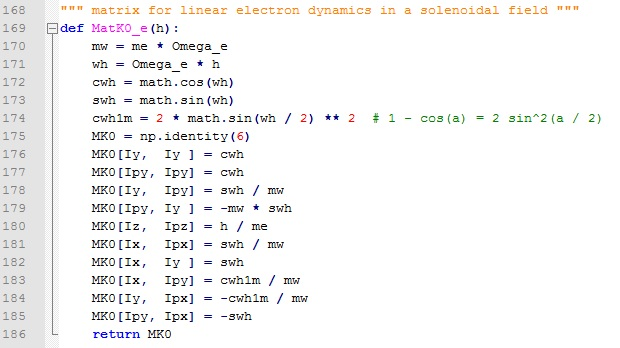 168 """ matrix for linear electron dynamics in a solenoidal field """
169 def MatK0_e(h):
170     mw = me * Omega_e
171     wh = Omega_e * h
172     cwh = math.cos(wh)
173     swh = math.sin(wh)
174     cwh1m = 2 * math.sin(wh / 2) ** 2  # 1 - cos(a) = 2 sin^2(a / 2)
175     MK0 = np.identity(6)
176     MK0[Iy,  Iy ] = cwh
177     MK0[Ipy, Ipy] = cwh
178     MK0[Iy,  Ipy] = swh / mw
179     MK0[Ipy, Iy ] = -mw * swh
180     MK0[Iz,  Ipz] = h / me
181     MK0[Ix,  Ipx] = swh / mw
182     MK0[Ix,  Iy ] = swh
183     MK0[Ix,  Ipy] = cwh1m / mw
184     MK0[Iy,  Ipx] = -cwh1m / mw
185     MK0[Ipy, Ipx] = -swh
186     return MK0